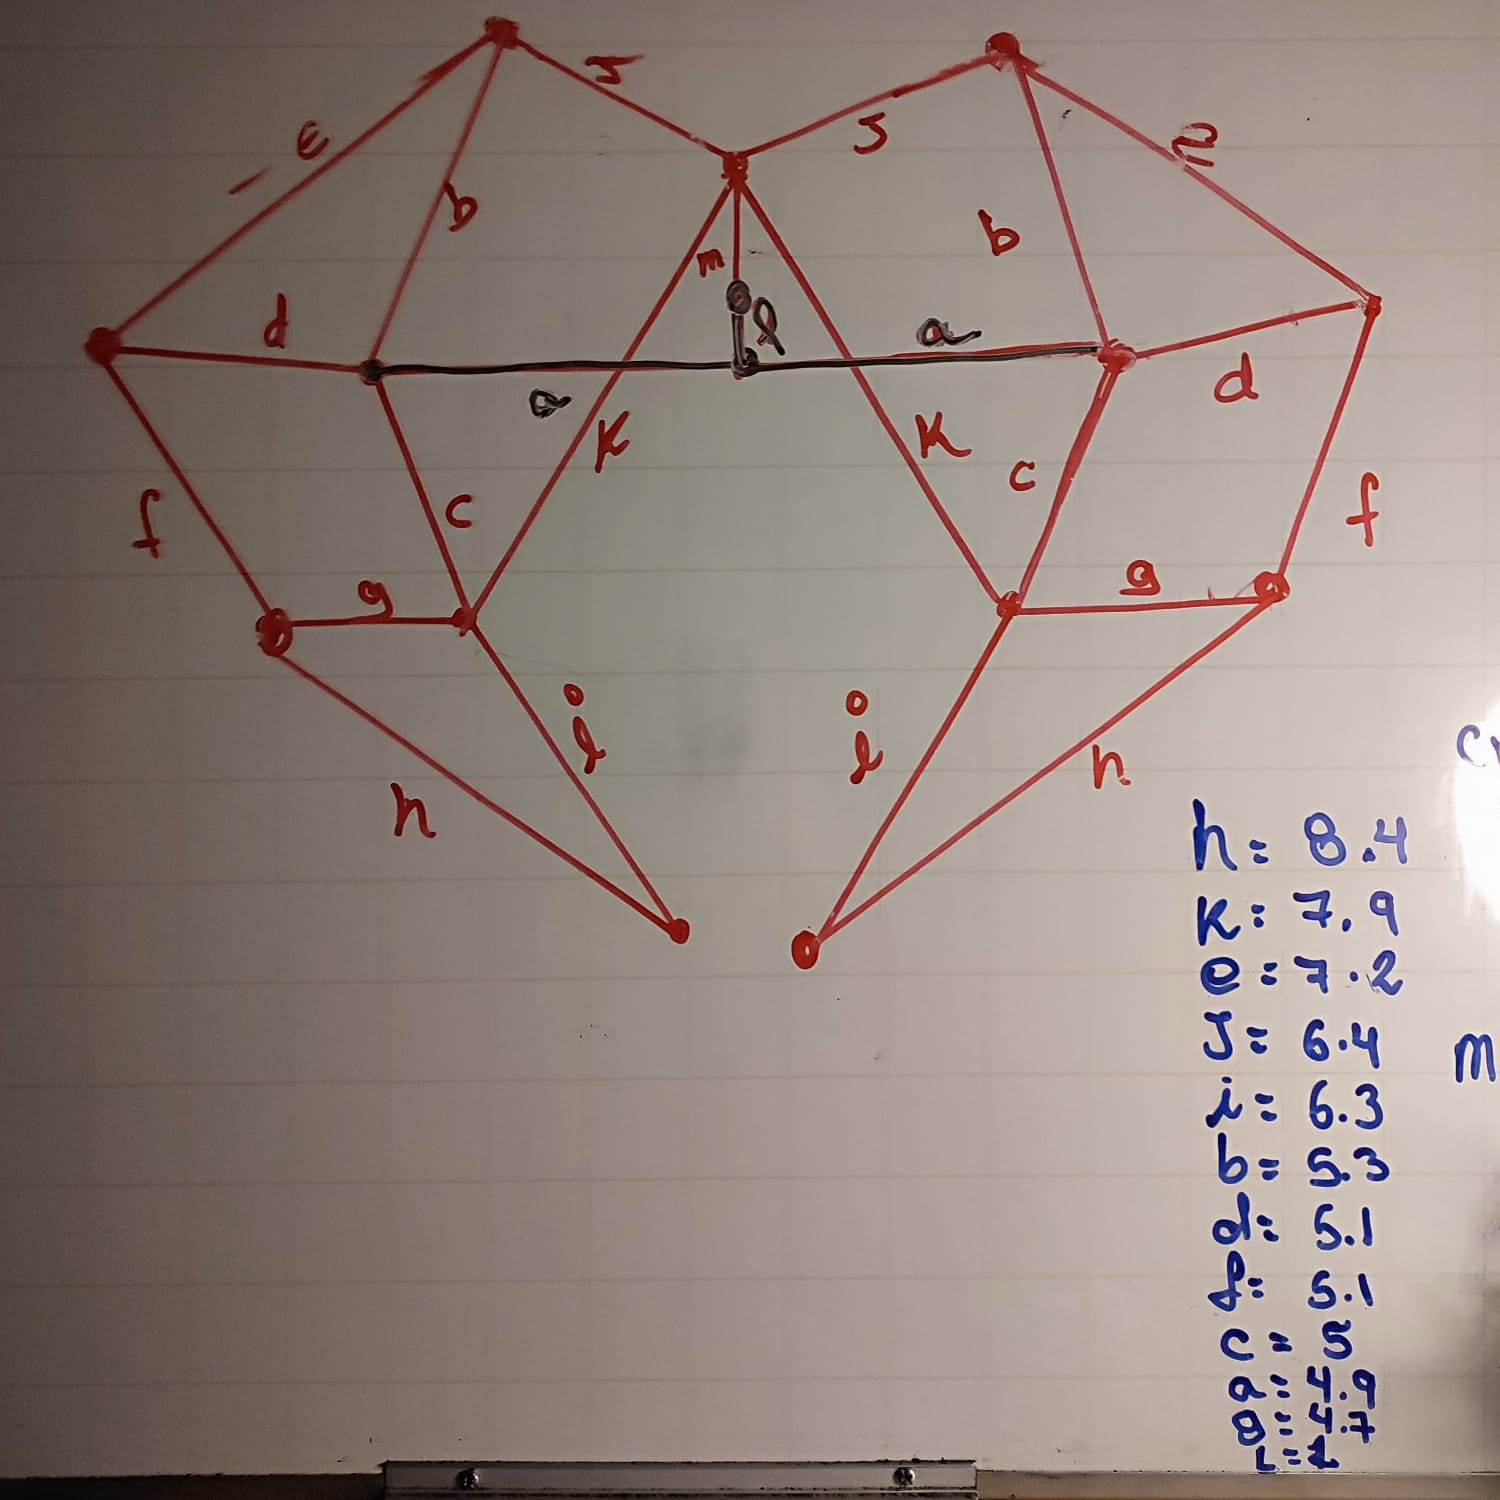 e
J
J
e
b
b
m
l
d
a
a
d
K
K
c
c
f
f
g
g
i
i
h
h
h= 8.4
K= 7.9
e= 7.2
J= 6.4
i= 6.3
b= 5.3
d= 5.1
f= 5.1
c= 5
a= 4.9
g= 4.7
m